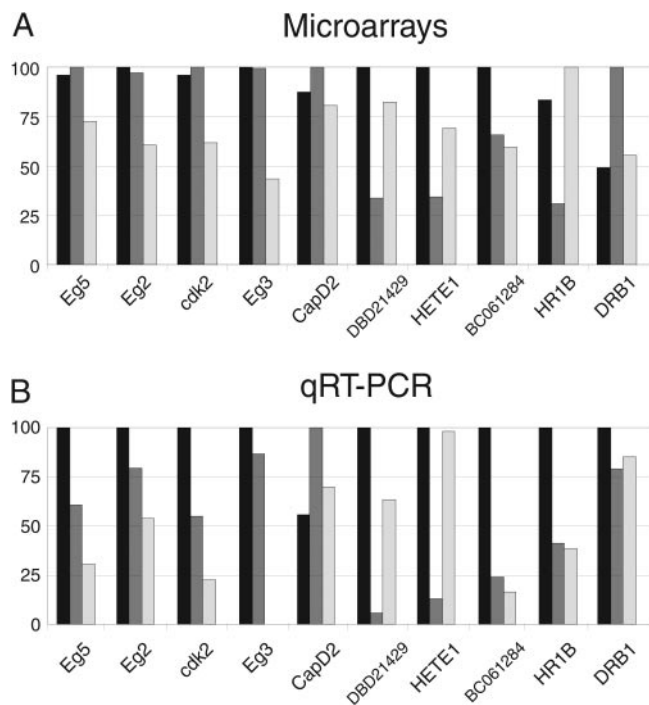 A
Microarrays
100
75
50
25
0
Eg5 Eg2 cdk2 Eg3 CapD2 DBD21429 HETE1 BC061284 HR1B DRB1
B
qRT-PCR
100
75
50
25
0
Eg5 Eg2 cdk2 Eg3 CapD2 DBD21429 HETE1 BC061284 HR1B DRB1